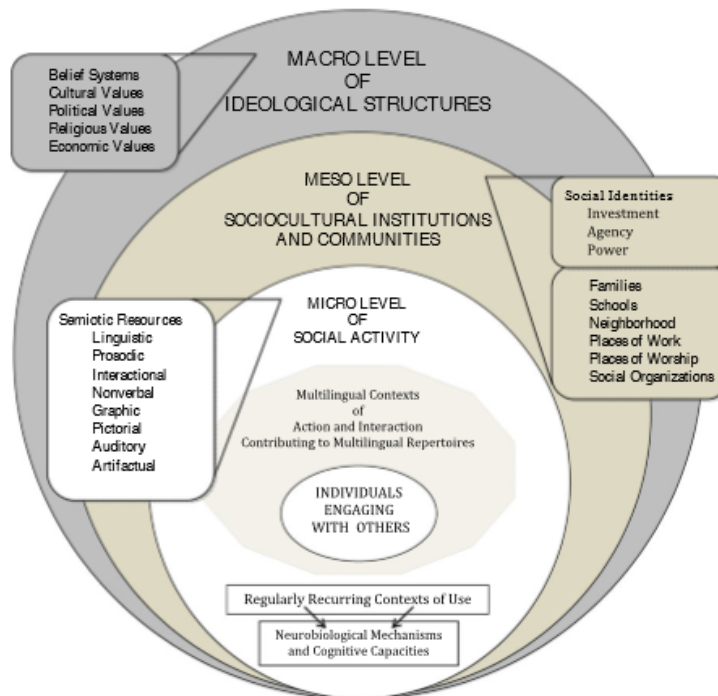 MACRO LEVEL
OF
IDEOLOGICAL STRUCTURES
Belief Systems
Cultural Values
Political Values
Religious Values
Economic Values
MESO LEVEL
OF
SOCIOCULTURAL INSTITUTIONS
AND COMMUNITIES
Social Identities
Investment
Agency
Power
Families
Schools
Neighborhood
Places of Work
Places of Worship
Social Organizations
MICRO LEVEL
OF
SOCIAL ACTIVITY
Semiotic Resources
Linguistic
Prosodic
Interactional
Nonverbal
Graphic
Pictorial
Auditory
Artifactual
Multilingual Contexts
of
Action and Interaction
Contributing to Multilingual Repertoires
INDIVIDUALS
ENGAGING
WITH OTHERS
Regularly Recurring Contexts of Use
Neurobiological Mechanisms
and Cognitive Capacities